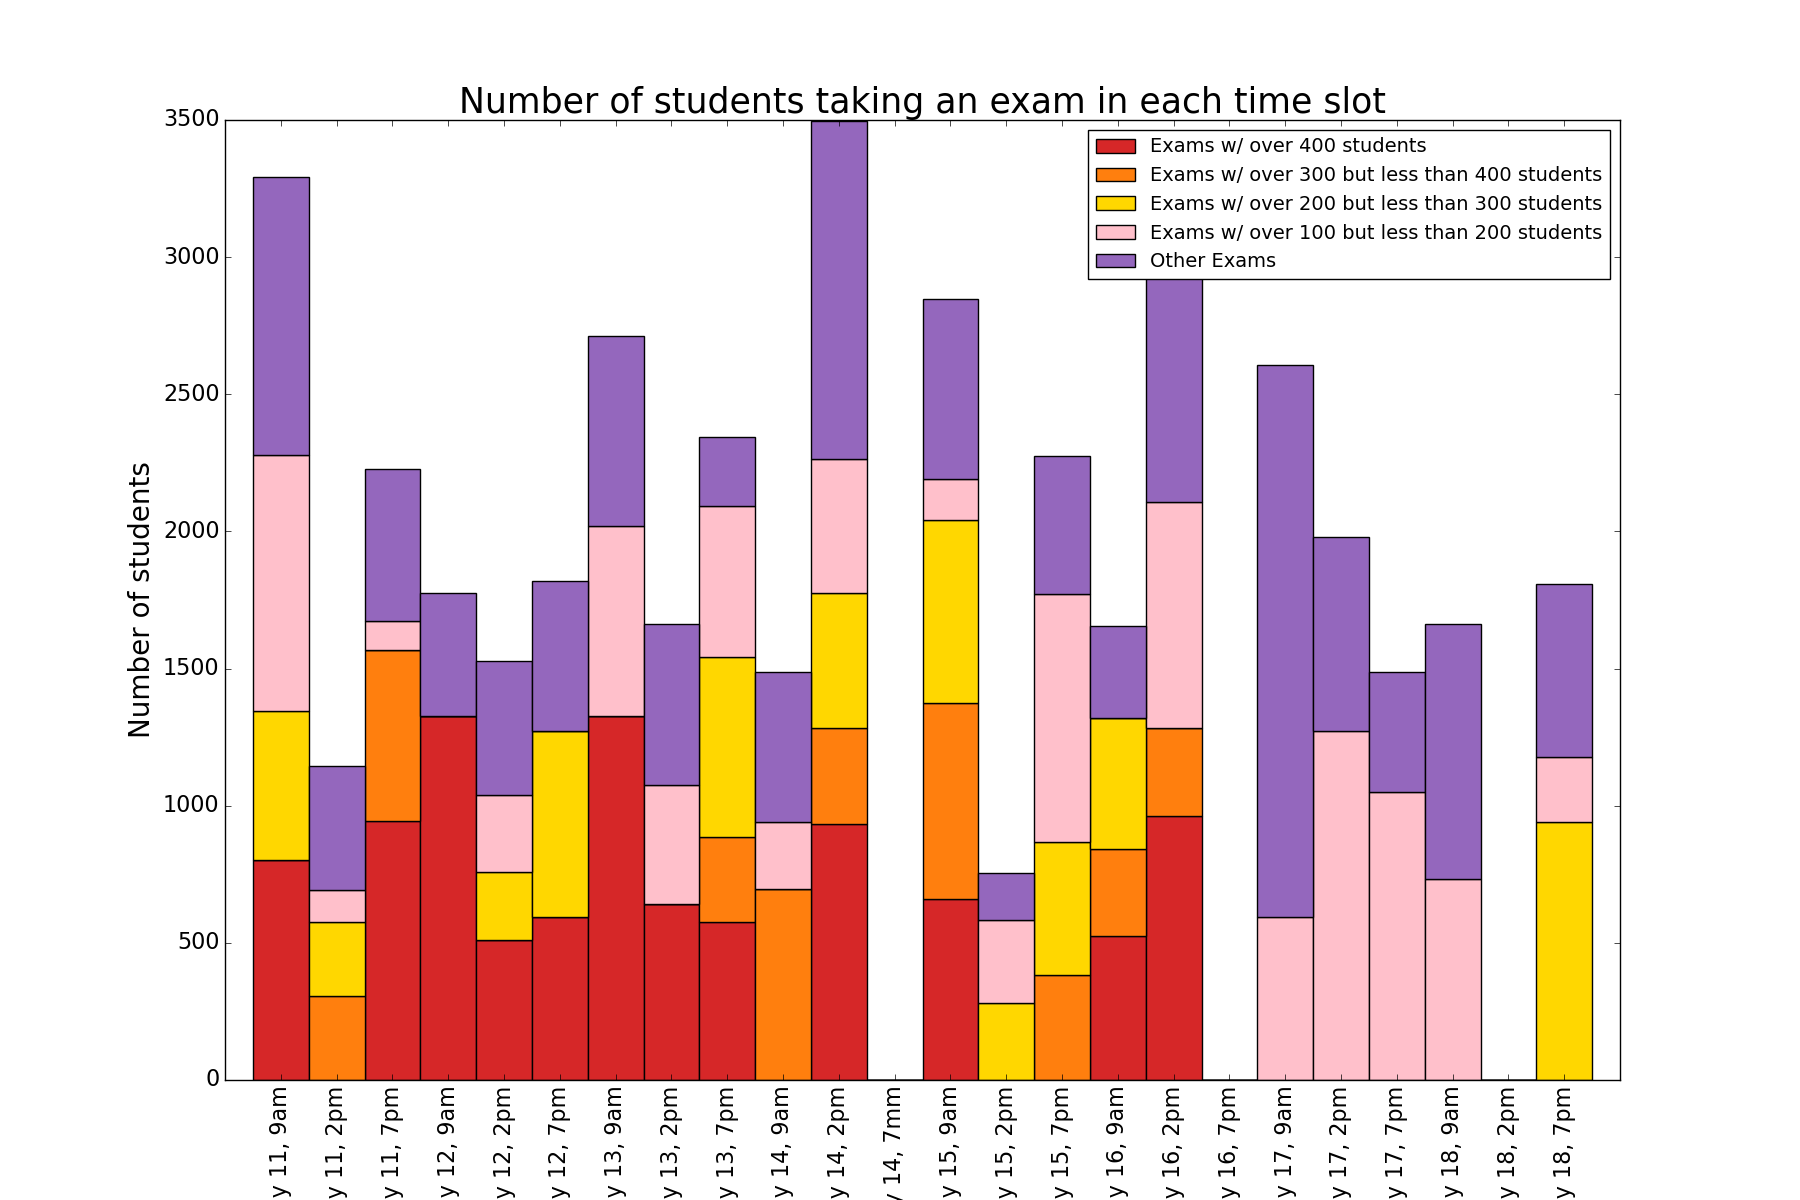 Number of students taking an exam in each time slot
Number of students
3500
3000
2500
2000
1500
1000
500
0
Exams w/ over 400 students
Exams w/ over 300 but less than 400 students
Exams w/ over 200 but less than 300 students
Exams w/ over 100 but less than 200 students
Other Exams
y 11, 9am
y 11, 2pm
y 11, 7pm
y 12, 9am
y 12, 2pm
y 12, 7pm
y 13, 9am
y 13, 2pm
y 13, 7pm
y 14, 9am
y 14, 2pm
y 14, 7mm
y 15, 9am
y 15, 2pm
y 15, 7pm
y 16, 9am
y 16, 2pm
y 16, 7pm
y 17, 9am
y 17, 2pm
y 17, 7pm
y 18, 9am
y 18, 2pm
y 18, 7pm